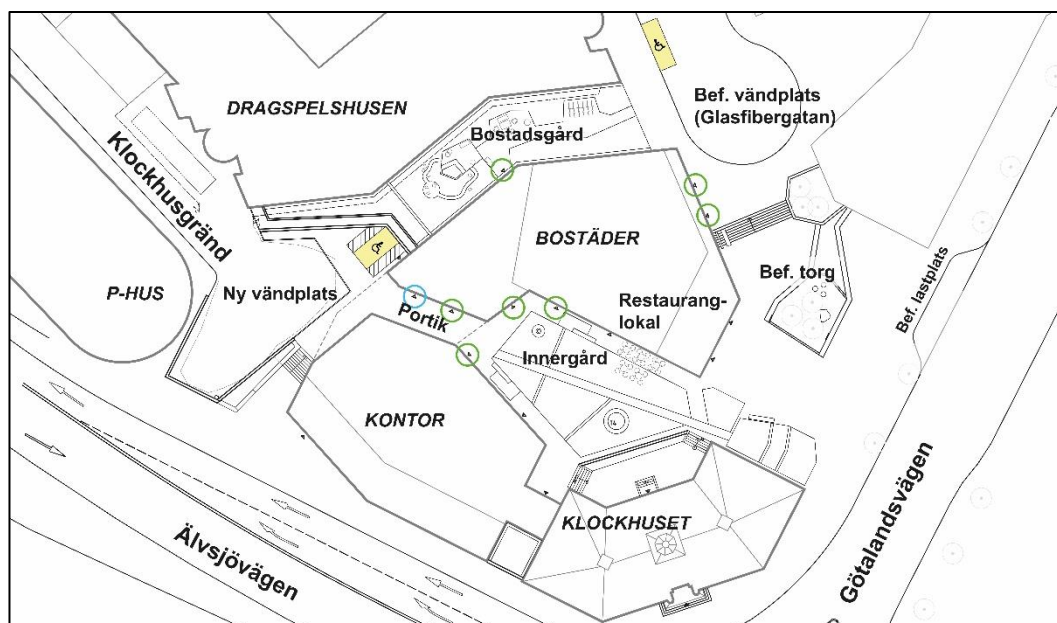 DRAGSPELSHUSEN
Bostadsgård
Bef. vändplats
(Glasfibergatan)
Klockhusgränd
BOSTÄDER
P-HUS
Ny vändplats
Portik
Restaurang-
lokal
Bef. torg
Bef. lastplats
Innergård
KONTOR
KLOCKHUSET
Älvsjövägen
Götalandsvägen